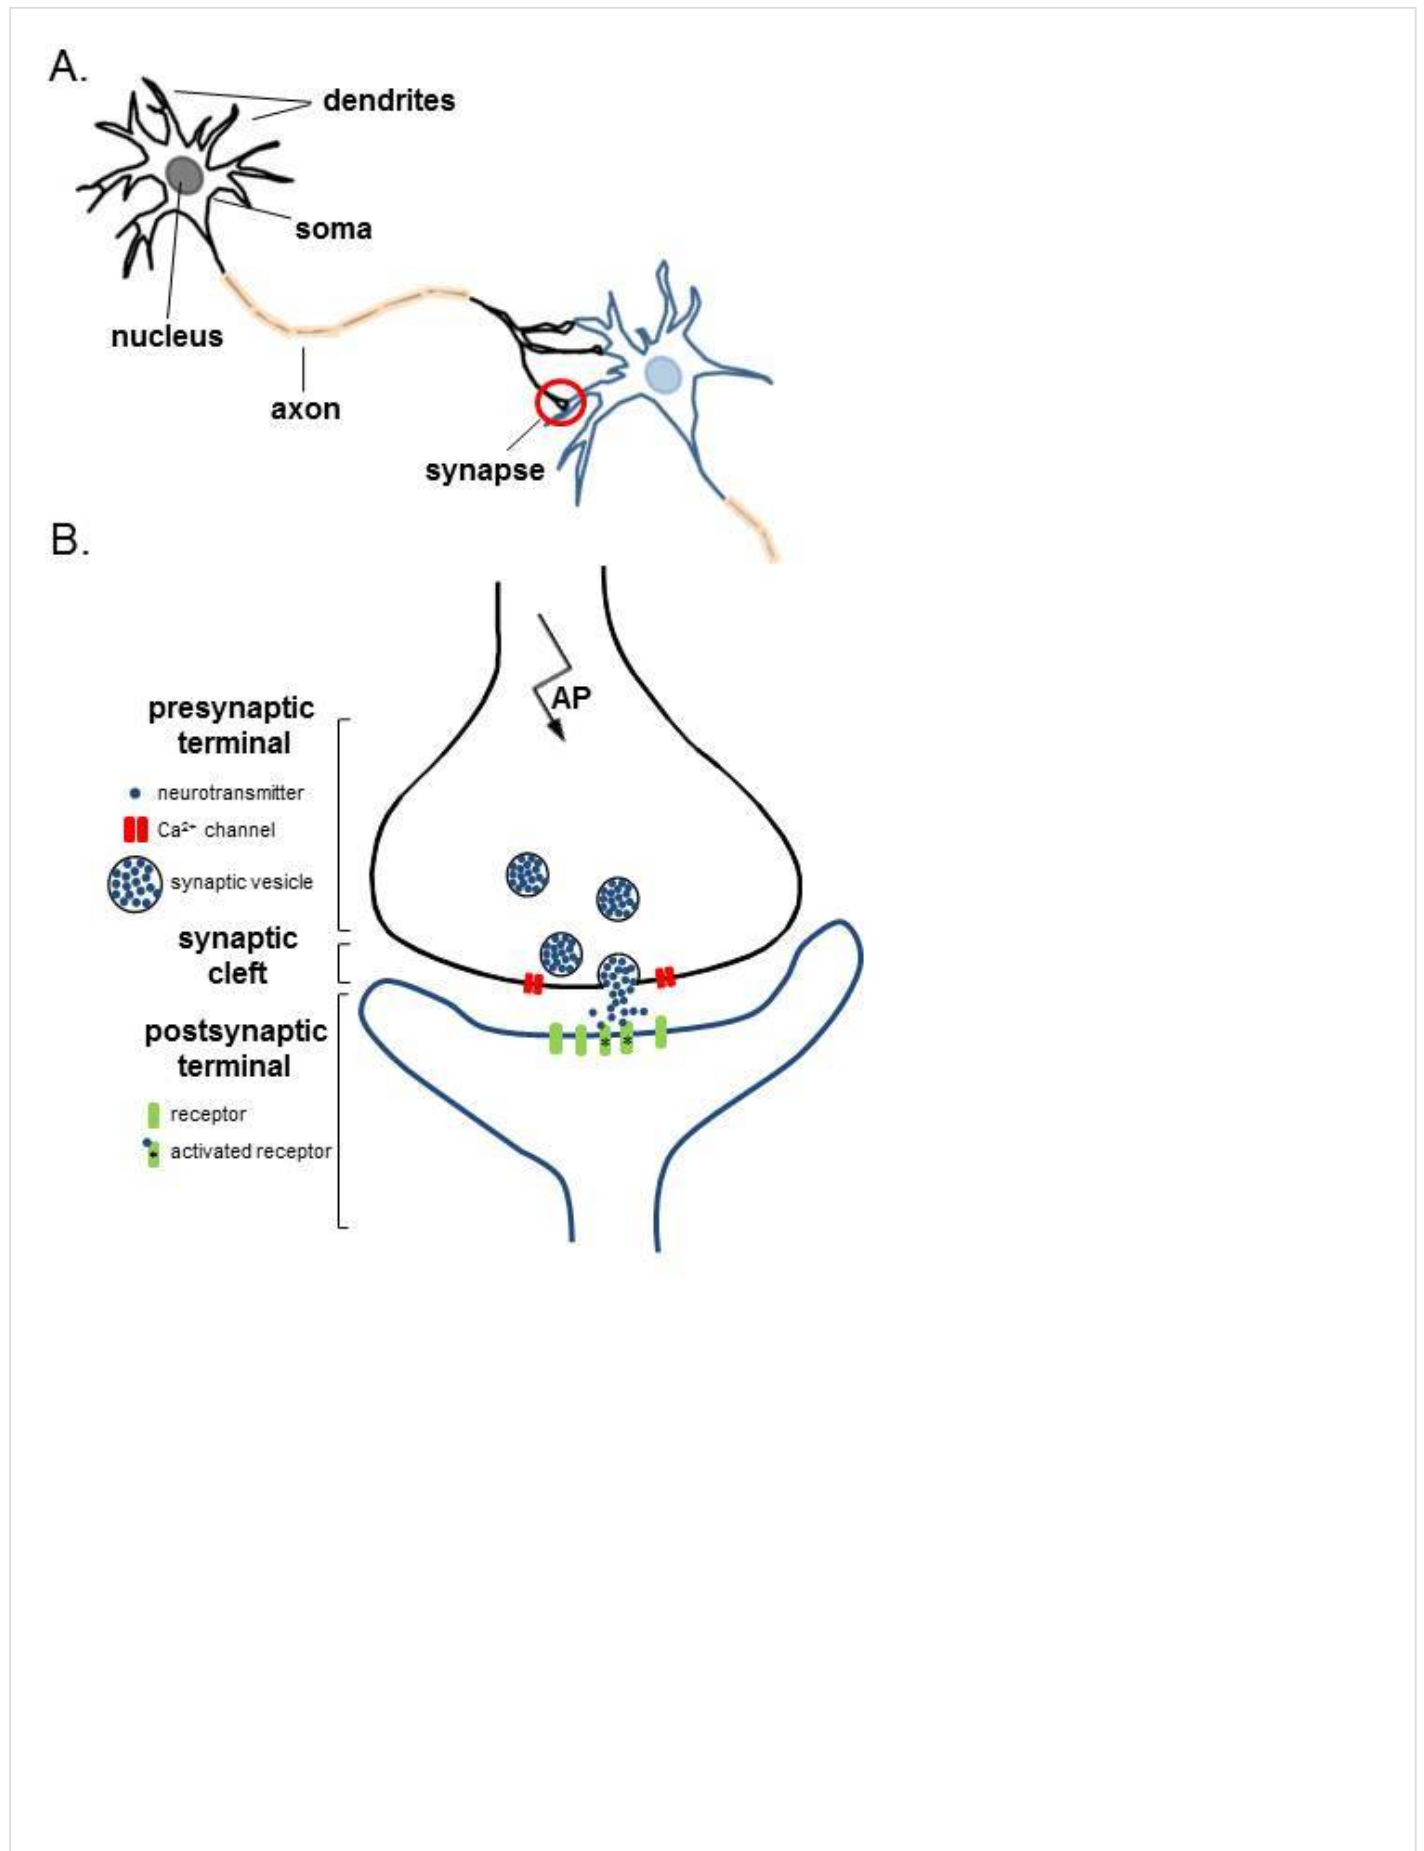 A.
dendrites
soma
nucleus
axon
synapse
B.
AP
presynaptic
terminal
neurotransmitter
Ca²⁺ channel
synaptic vesicle
synaptic
cleft
postsynaptic
terminal
receptor
activated receptor